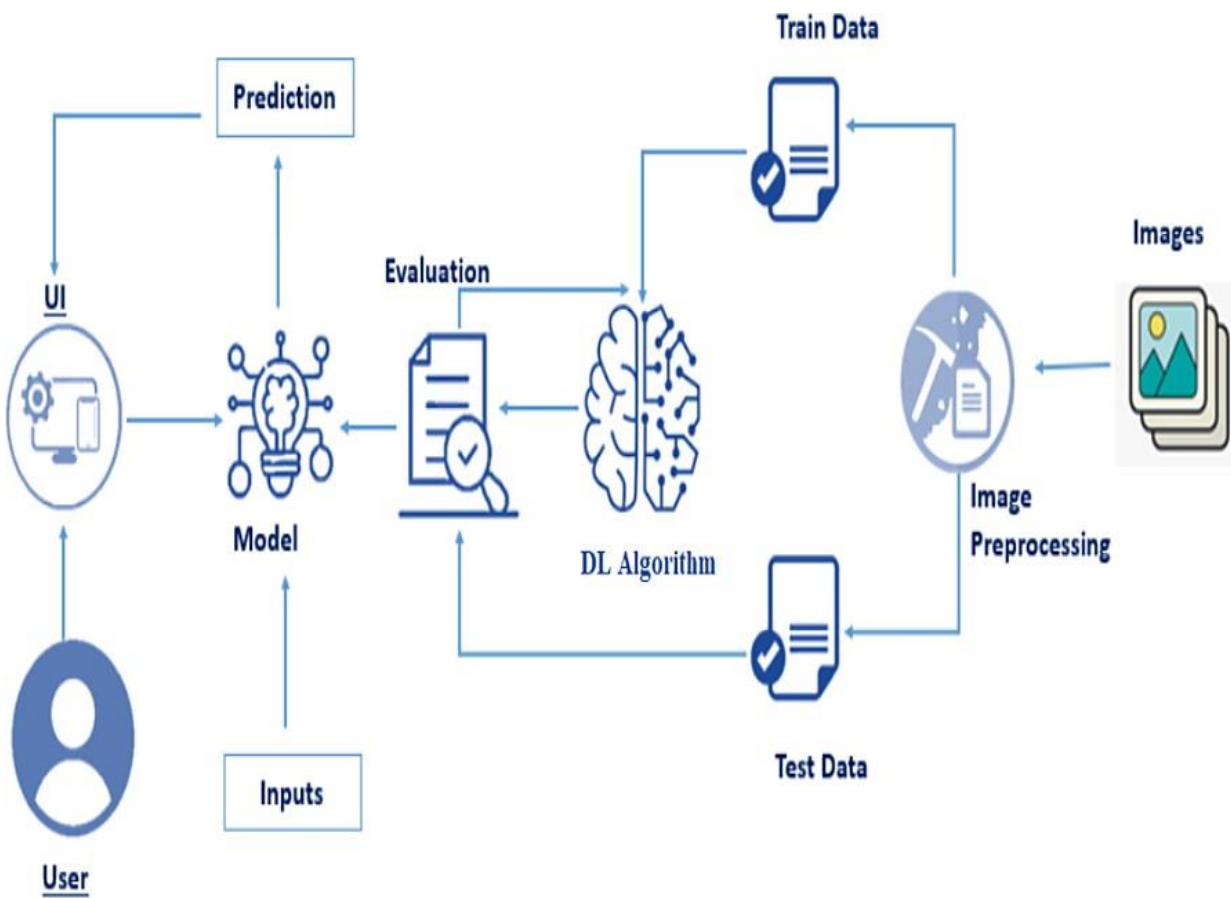 Train Data
Prediction
Images
Evaluation
UI
Image
Preprocessing
Model
DL Algorithm
Test Data
Inputs
User